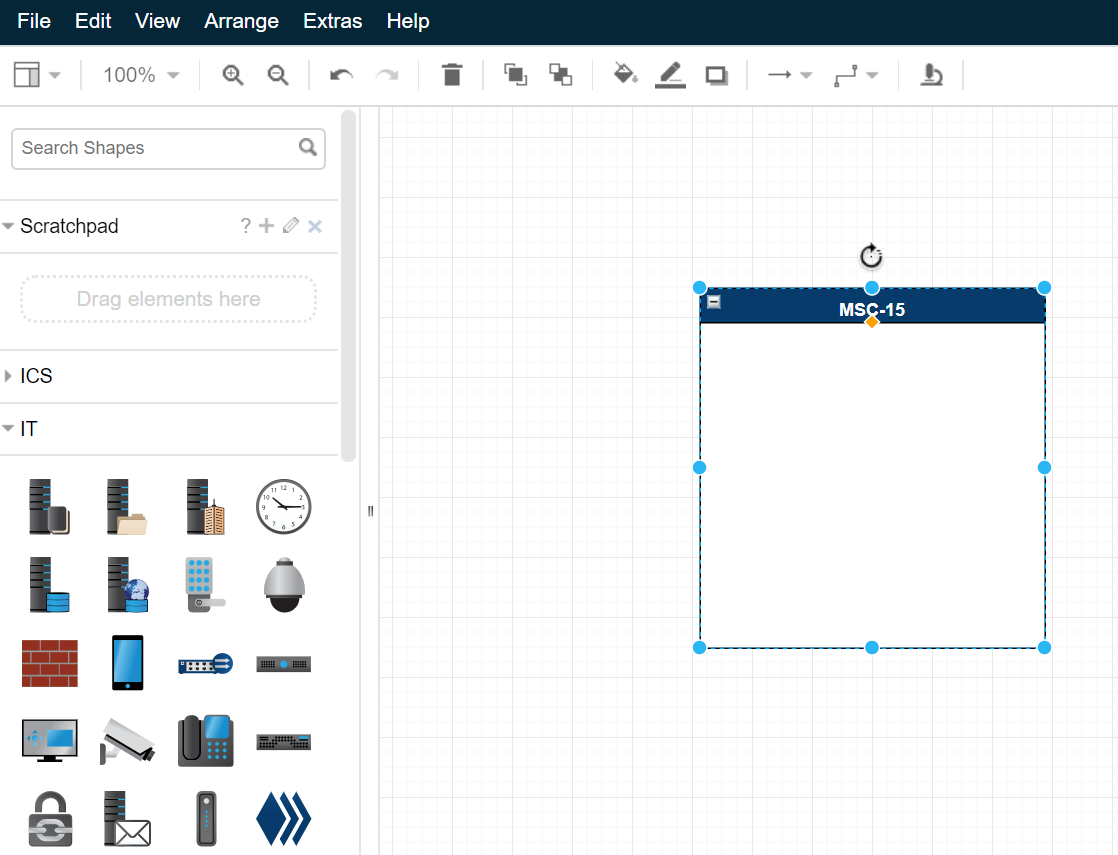 File Edit View Arrange Extras Help
100%
Search Shapes
Scratchpad ?
Drag elements here
ICS
IT
MSC-15